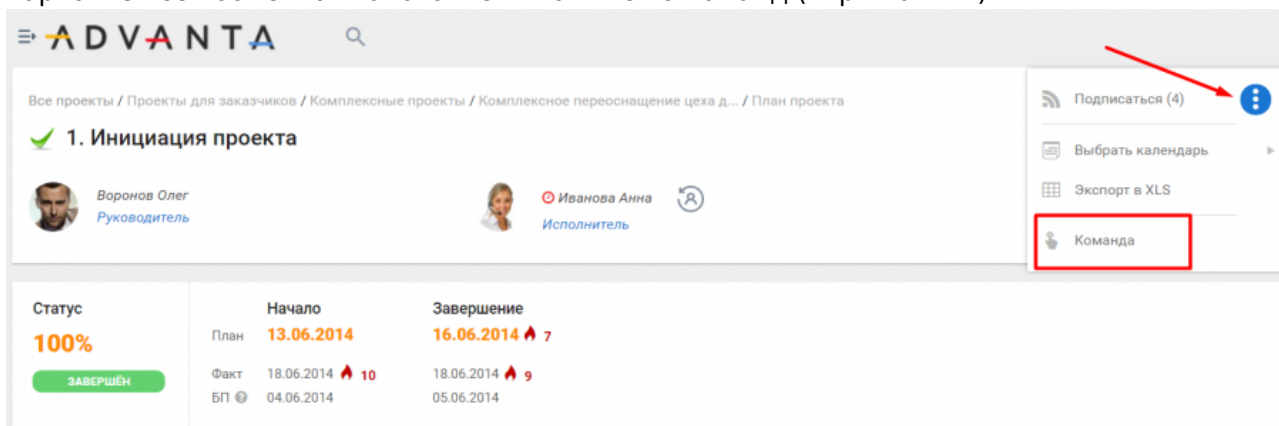 ADVANTA
Все проекты / Проекты для заказчиков / Комплексные проекты / Комплексное переоснащение цеха д... / План проекта
1. Инициация проекта
Воронов Олег
Руководитель
Иванова Анна
Исполнитель
Подписаться (4)
Выбрать календарь
Экспорт в XLS
Команда
Статус
100%
ЗАВЕРШЁН
Начало Завершение
План 13.06.2014 16.06.2014 7
Факт 18.06.2014 10 18.06.2014 9
БП 04.06.2014 05.06.2014